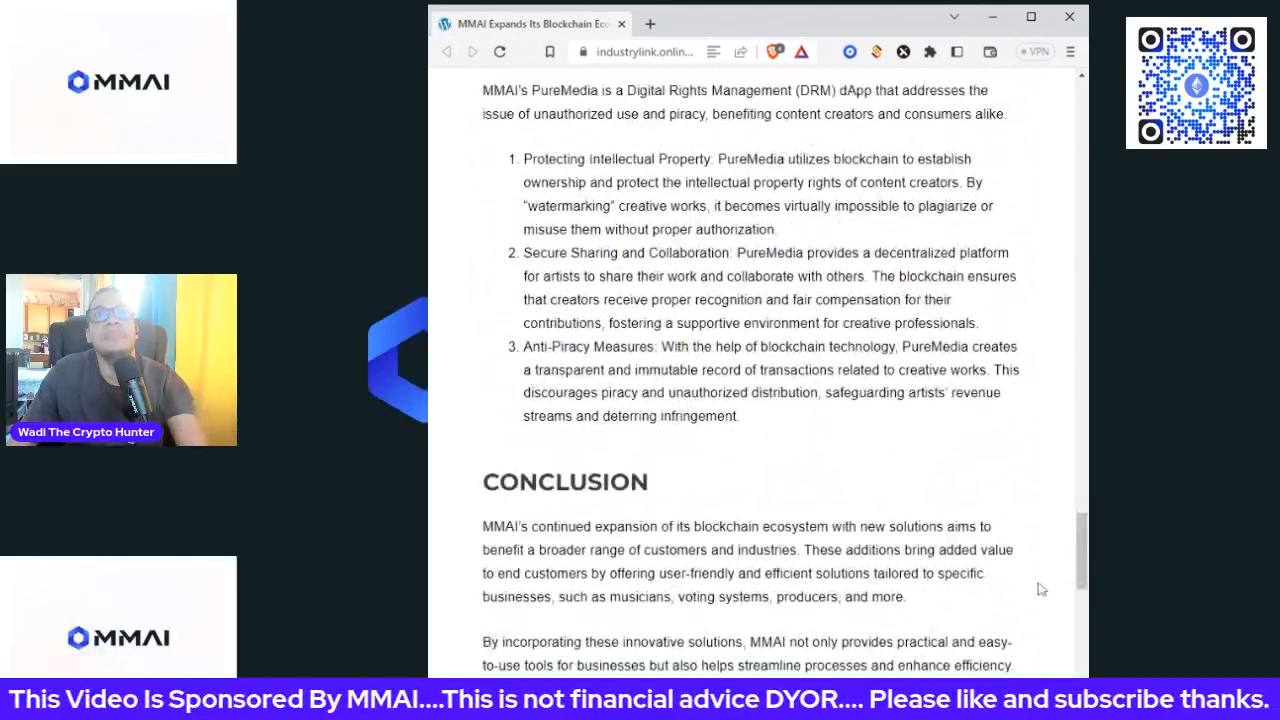 MMAI
MMAI Expands Its Blockchain Eco
industrylink.onlin...
VPN
MMAI's PureMedia is a Digital Rights Management (DRM) dApp that addresses the
issue of unauthorized use and piracy, benefiting content creators and consumers alike.
1. Protecting Intellectual Property: PureMedia utilizes blockchain to establish
ownership and protect the intellectual property rights of content creators. By
“watermarking” creative works, it becomes virtually impossible to plagiarize or
misuse them without proper authorization.
2. Secure Sharing and Collaboration: PureMedia provides a decentralized platform
for artists to share their work and collaborate with others. The blockchain ensures
that creators receive proper recognition and fair compensation for their
contributions, fostering a supportive environment for creative professionals.
3. Anti-Piracy Measures: With the help of blockchain technology, PureMedia creates
a transparent and immutable record of transactions related to creative works. This
discourages piracy and unauthorized distribution, safeguarding artists' revenue
streams and deterring infringement.
CONCLUSION
MMAI's continued expansion of its blockchain ecosystem with new solutions aims to
benefit a broader range of customers and industries. These additions bring added value
to end customers by offering user-friendly and efficient solutions tailored to specific
businesses, such as musicians, voting systems, producers, and more.
By incorporating these innovative solutions, MMAI not only provides practical and easy-
to-use tools for businesses but also helps streamline processes and enhance efficiency.
Wadi The Crypto Hunter
MMAI
This Video Is Sponsored By MMAI....This is not financial advice DYOR.... Please like and subscribe thanks.